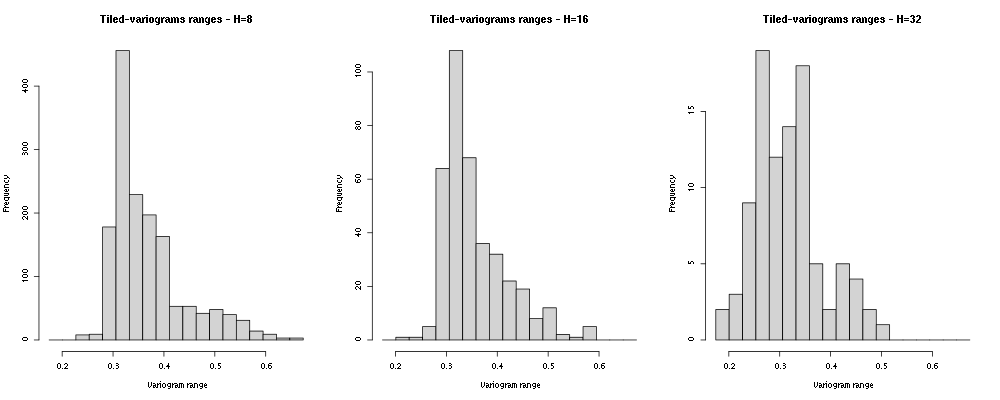 Tiled-variograms ranges - H=8
Frequency
400
300
200
100
0
0.2 0.3 0.4 0.5 0.6
Variogram range
Tiled-variograms ranges - H=16
Frequency
100
80
60
40
20
0
0.2 0.3 0.4 0.5 0.6
Variogram range
Tiled-variograms ranges - H=32
Frequency
15
10
5
0
0.2 0.3 0.4 0.5 0.6
Variogram range